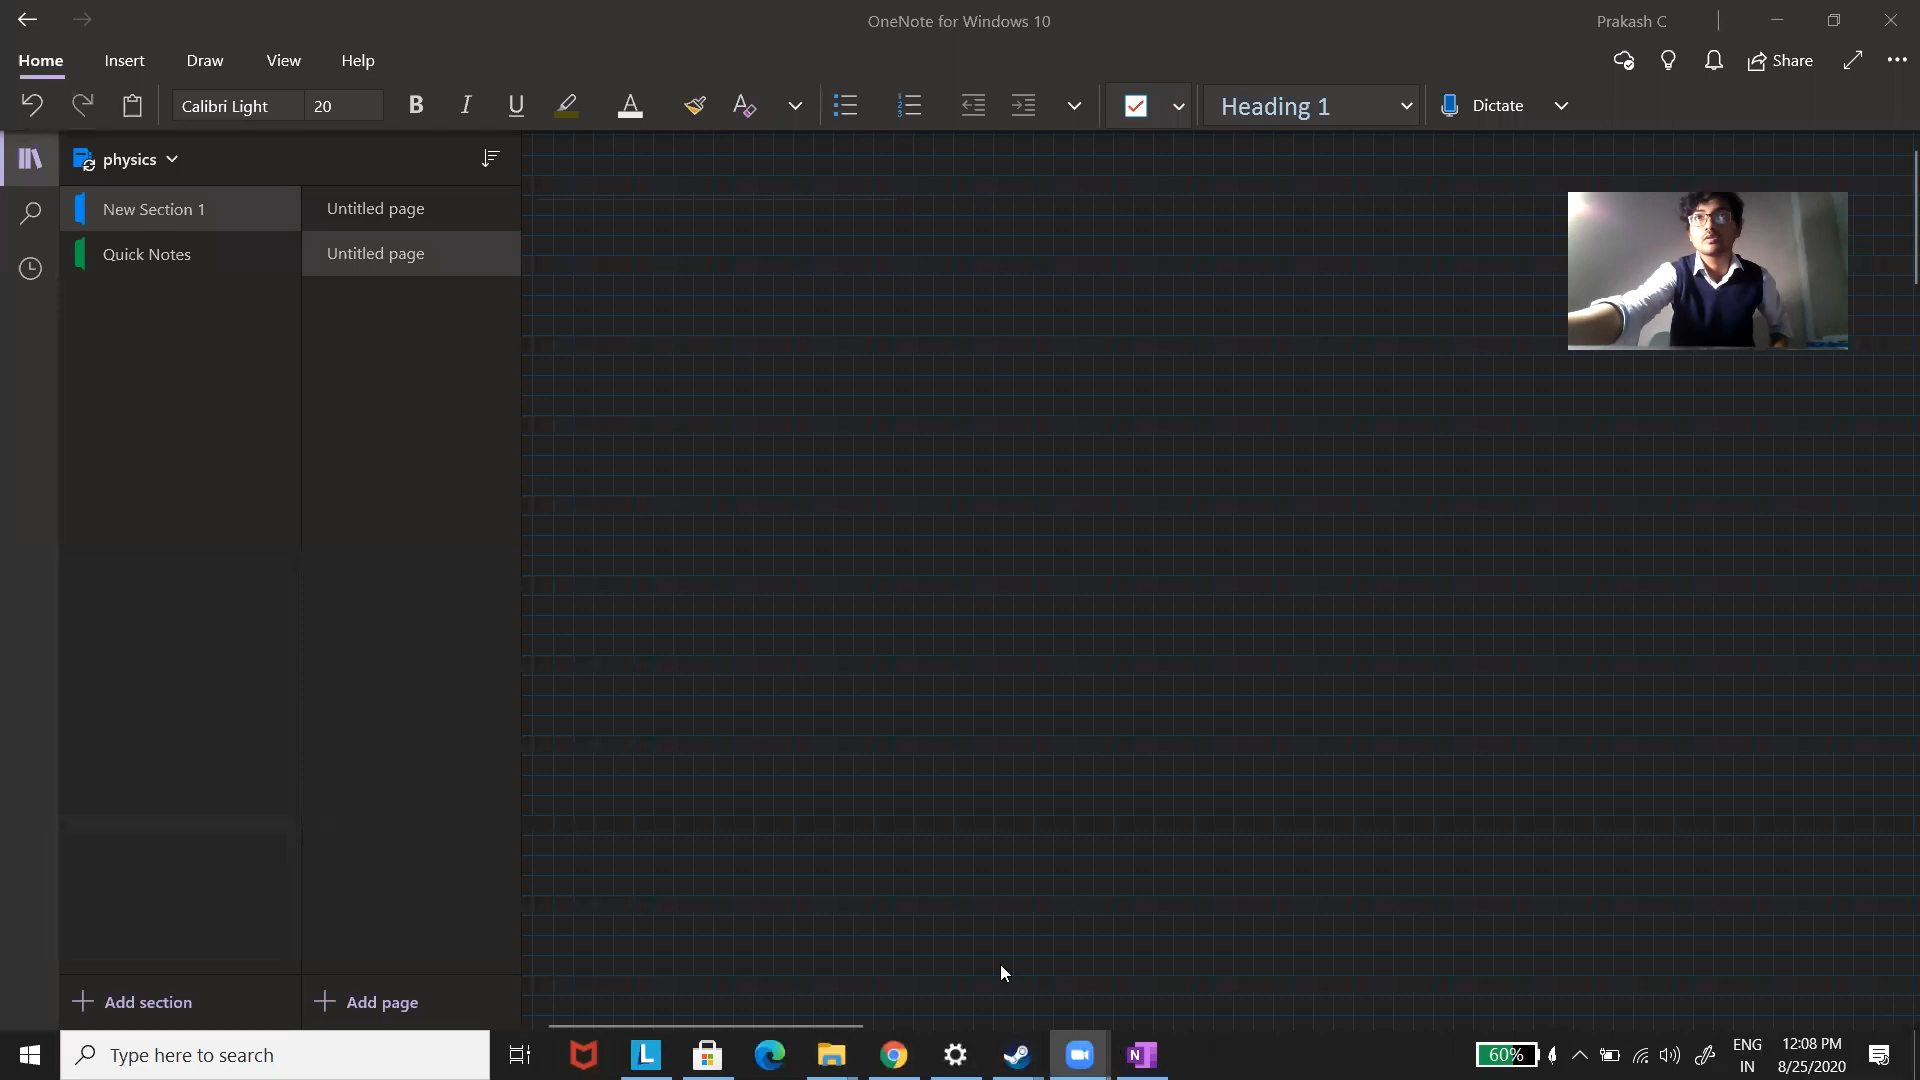 OneNote for Windows 10
Prakash C
Home Insert Draw View Help
Share
Calibri Light 20
B I U A A
Heading 1
Dictate
physics
New Section 1
Untitled page
Quick Notes
Untitled page
Add section
Add page
Type here to search
L
N
60%
ENG
IN
12:08 PM
8/25/2020